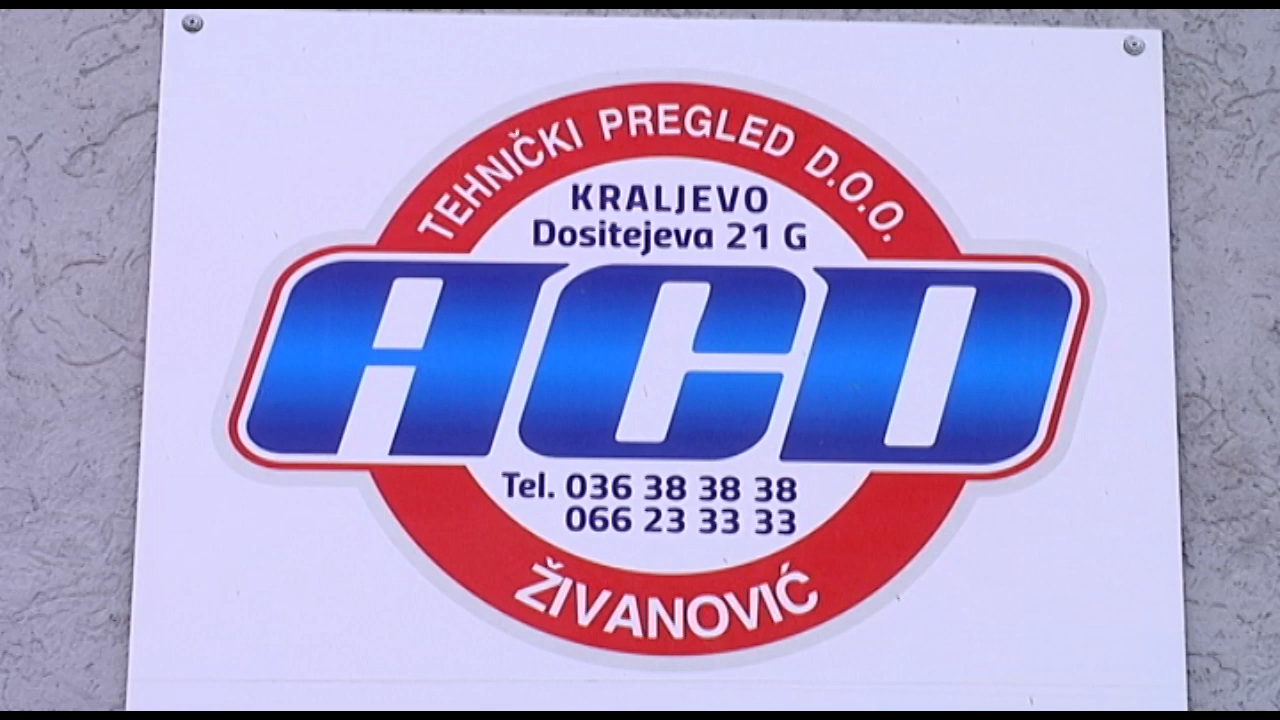 TEHNIČKI PREGLED D.O.O.
KRALJEVO
Dositejeva 21 G
ACD
Tel. 036 38 38 38
066 23 33 33
ŽIVANOVIĆ